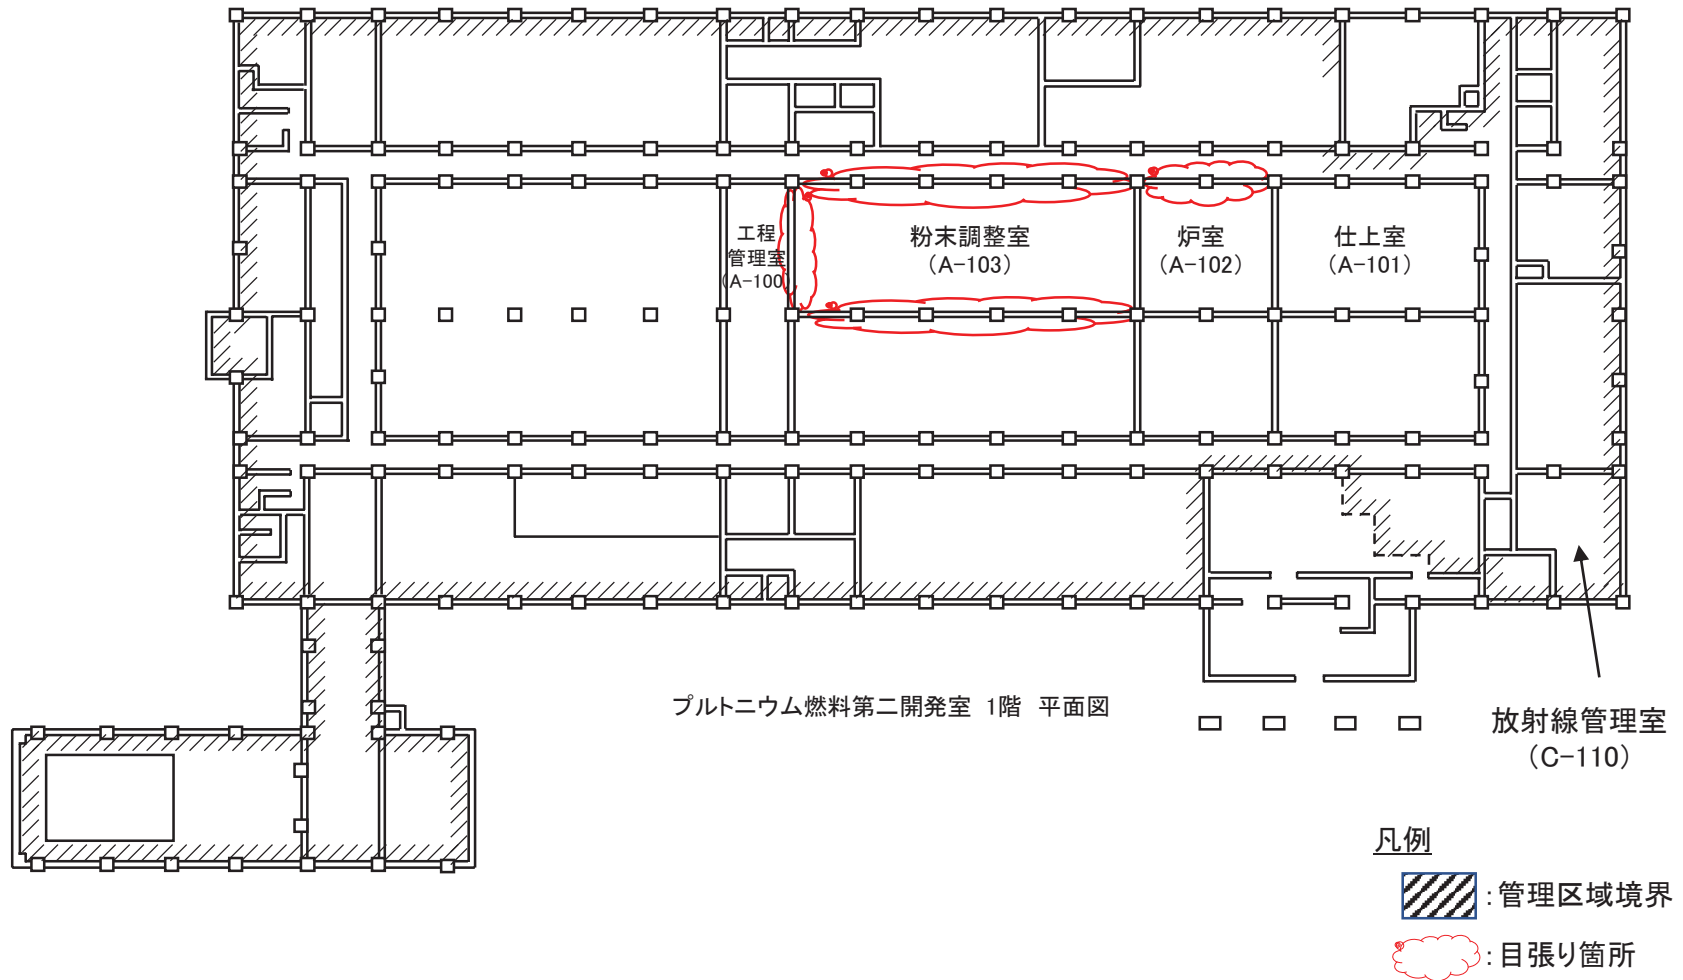 工程
管理室
(A-100)
粉末調整室
(A-103)
炉室
(A-102)
仕上室
(A-101)
プルトニウム燃料第二開発室 1階 平面図
放射線管理室
(C-110)
凡例
:管理区域境界
:目張り箇所